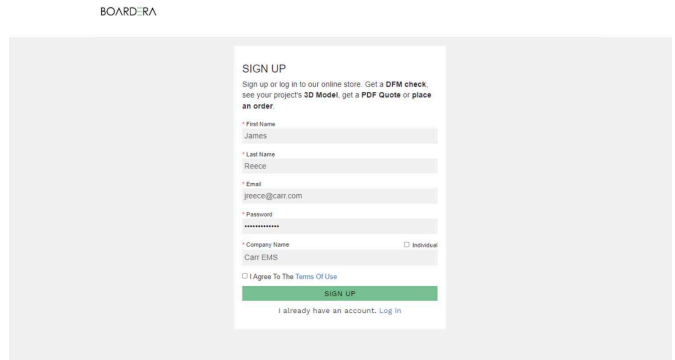 BOARDERA
SIGN UP
Sign up or log in to our online store. Get a DFM check,
see your project's 3D Model, get a PDF Quote or place
an order.
* First Name
James
* Last Name
Reece
* Email
jreece@carr.com
* Password
•••••••••••••
* Company Name Individual
Carr EMS
I Agree To The Terms Of Use
SIGN UP
I already have an account. Log in